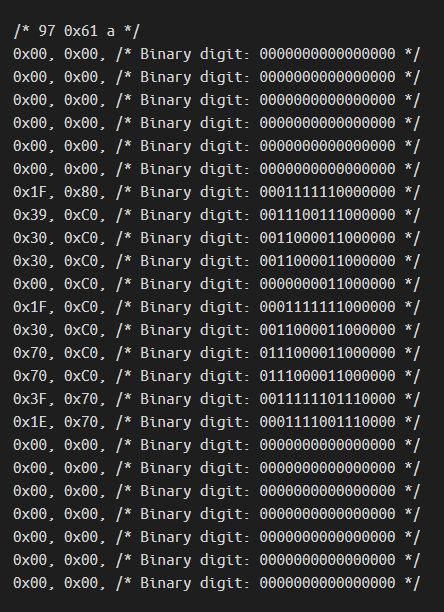 /* 97 0x61 a */
0x00, 0x00, /* Binary digit: 0000000000000000 */
0x00, 0x00, /* Binary digit: 0000000000000000 */
0x00, 0x00, /* Binary digit: 0000000000000000 */
0x00, 0x00, /* Binary digit: 0000000000000000 */
0x00, 0x00, /* Binary digit: 0000000000000000 */
0x00, 0x00, /* Binary digit: 0000000000000000 */
0x1F, 0x80, /* Binary digit: 0001111110000000 */
0x39, 0xC0, /* Binary digit: 0011100111000000 */
0x30, 0xC0, /* Binary digit: 0011000011000000 */
0x30, 0xC0, /* Binary digit: 0011000011000000 */
0x00, 0xC0, /* Binary digit: 0000000011000000 */
0x1F, 0xC0, /* Binary digit: 0001111111000000 */
0x30, 0xC0, /* Binary digit: 0011000011000000 */
0x70, 0xC0, /* Binary digit: 0111000011000000 */
0x70, 0xC0, /* Binary digit: 0111000011000000 */
0x3F, 0x70, /* Binary digit: 0011111101110000 */
0x1E, 0x70, /* Binary digit: 0001111001110000 */
0x00, 0x00, /* Binary digit: 0000000000000000 */
0x00, 0x00, /* Binary digit: 0000000000000000 */
0x00, 0x00, /* Binary digit: 0000000000000000 */
0x00, 0x00, /* Binary digit: 0000000000000000 */
0x00, 0x00, /* Binary digit: 0000000000000000 */
0x00, 0x00, /* Binary digit: 0000000000000000 */
0x00, 0x00, /* Binary digit: 0000000000000000 */